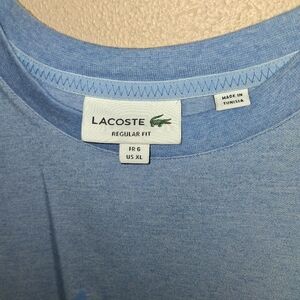 LACOSTE
REGULAR FIT
FR 6
US XL
MADE IN
TUNISIA